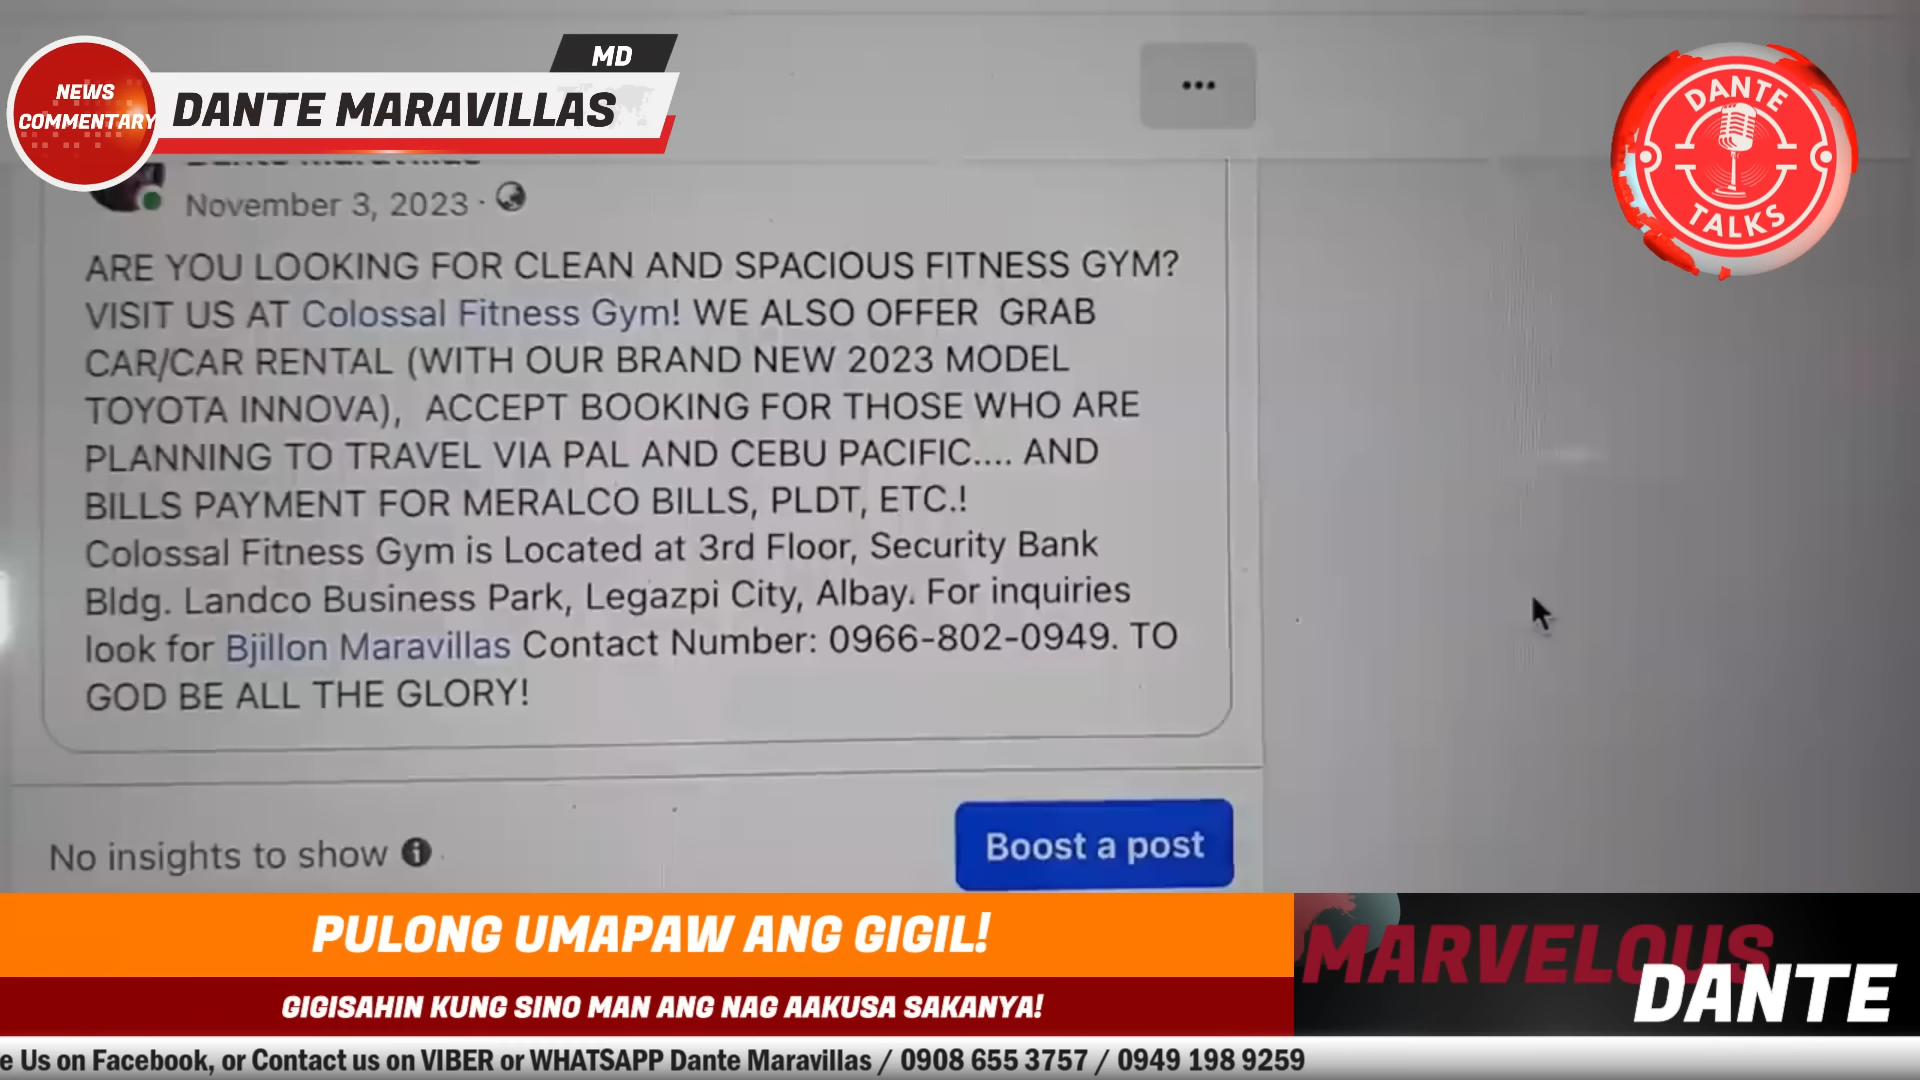 MD
NEWS
COMMENTARY
DANTE MARAVILLAS
DANTE
TALKS
November 3, 2023 ·
ARE YOU LOOKING FOR CLEAN AND SPACIOUS FITNESS GYM?
VISIT US AT Colossal Fitness Gym! WE ALSO OFFER GRAB
CAR/CAR RENTAL (WITH OUR BRAND NEW 2023 MODEL
TOYOTA INNOVA), ACCEPT BOOKING FOR THOSE WHO ARE
PLANNING TO TRAVEL VIA PAL AND CEBU PACIFIC.... AND
BILLS PAYMENT FOR MERALCO BILLS, PLDT, ETC.!
Colossal Fitness Gym is Located at 3rd Floor, Security Bank
Bldg. Landco Business Park, Legazpi City, Albay. For inquiries
look for Bjillon Maravillas Contact Number: 0966-802-0949. TO
GOD BE ALL THE GLORY!
No insights to show
Boost a post
PULONG UMAPAW ANG GIGIL!
GIGISAHIN KUNG SINO MAN ANG NAG AAKUSA SAKANYA!
MARVELOUS
DANTE
e Us on Facebook, or Contact us on VIBER or WHATSAPP Dante Maravillas / 0908 655 3757 / 0949 198 9259